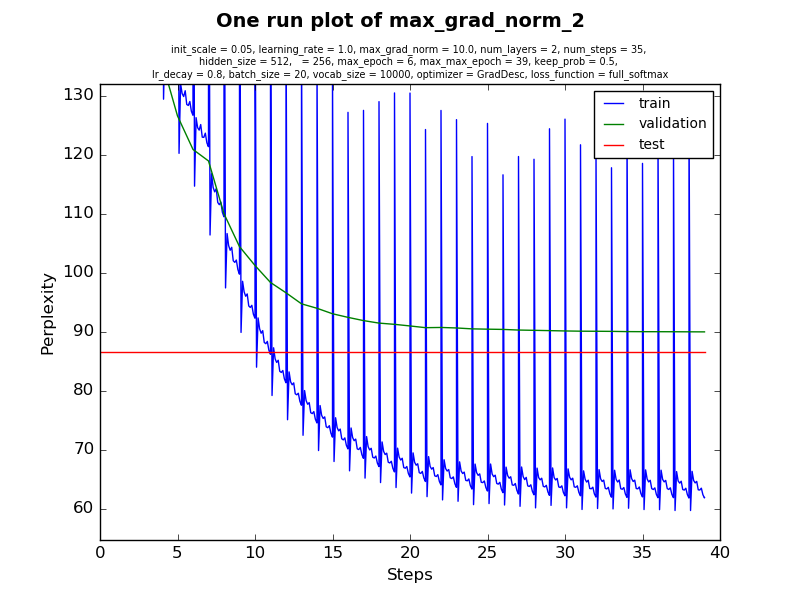 One run plot of max_grad_norm_2
init_scale = 0.05, learning_rate = 1.0, max_grad_norm = 10.0, num_layers = 2, num_steps = 35,
hidden_size = 512,   = 256, max_epoch = 6, max_max_epoch = 39, keep_prob = 0.5,
lr_decay = 0.8, batch_size = 20, vocab_size = 10000, optimizer = GradDesc, loss_function = full_softmax
train
validation
test
130
120
110
100
90
80
70
60
Perplexity
0 5 10 15 20 25 30 35 40
Steps